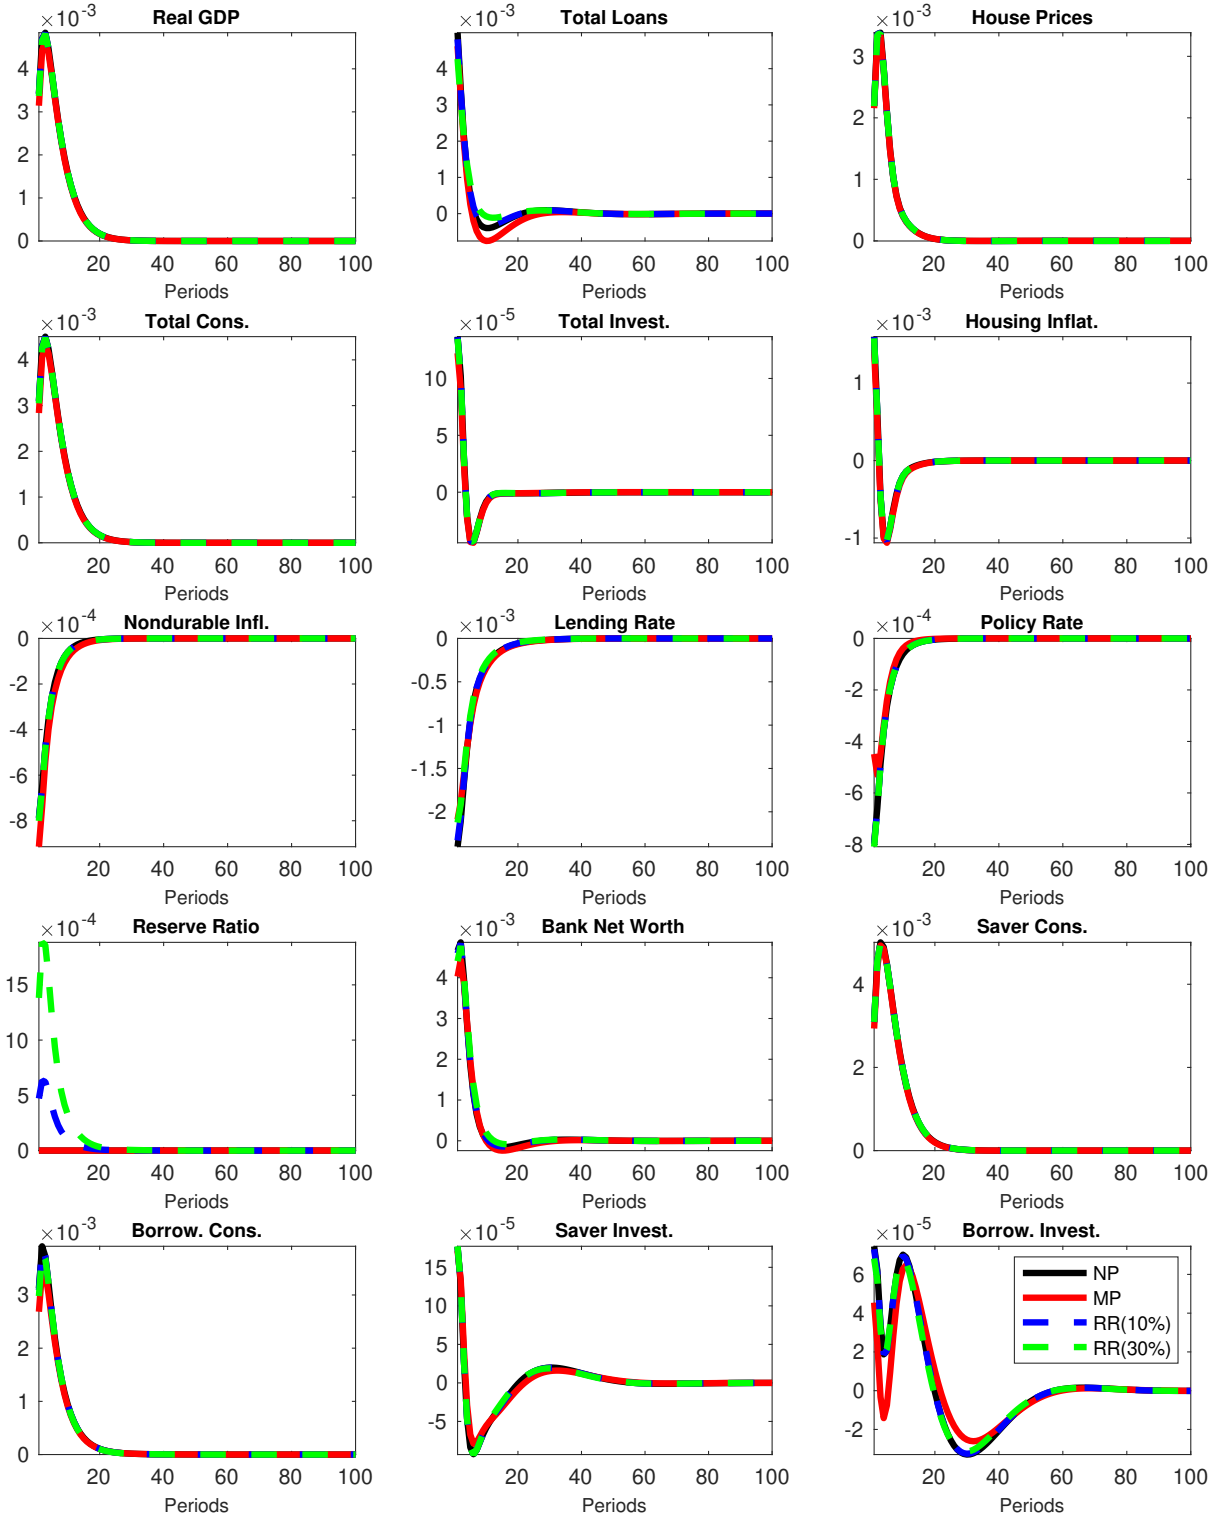 ×10⁻³ Real GDP
4
3
2
1
0
20 40 60 80 100
Periods
×10⁻³ Total Loans
4
3
2
1
0
20 40 60 80 100
Periods
×10⁻³ House Prices
3
2
1
0
20 40 60 80 100
Periods
×10⁻³ Total Cons.
4
3
2
1
0
20 40 60 80 100
Periods
×10⁻⁵ Total Invest.
10
5
0
20 40 60 80 100
Periods
×10⁻³ Housing Inflat.
1
0
-1
20 40 60 80 100
Periods
×10⁻⁴ Nondurable Infl.
0
-2
-4
-6
-8
20 40 60 80 100
Periods
×10⁻³ Lending Rate
0
-0.5
-1
-1.5
-2
20 40 60 80 100
Periods
×10⁻⁴ Policy Rate
0
-2
-4
-6
-8
20 40 60 80 100
Periods
×10⁻⁴ Reserve Ratio
15
10
5
0
20 40 60 80 100
Periods
×10⁻³ Bank Net Worth
4
3
2
1
0
20 40 60 80 100
Periods
×10⁻³ Saver Cons.
4
2
0
20 40 60 80 100
Periods
×10⁻³ Borrow. Cons.
3
2
1
0
20 40 60 80 100
Periods
×10⁻⁵ Saver Invest.
15
10
5
0
-5
20 40 60 80 100
Periods
×10⁻⁵ Borrow. Invest.
6
4
2
0
-2
20 40 60 80 100
Periods
NP
MP
RR(10%)
RR(30%)